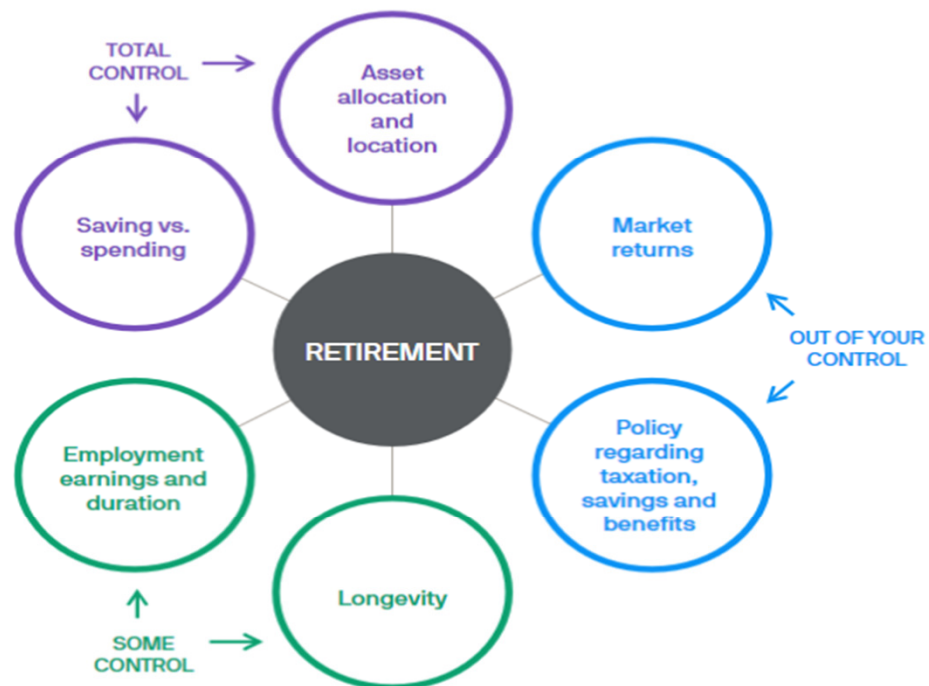 TOTAL
CONTROL
Asset
allocation
and
location
Saving vs.
spending
Market
returns
RETIREMENT
OUT OF YOUR
CONTROL
Employment
earnings and
duration
Policy
regarding
taxation,
savings and
benefits
Longevity
SOME
CONTROL